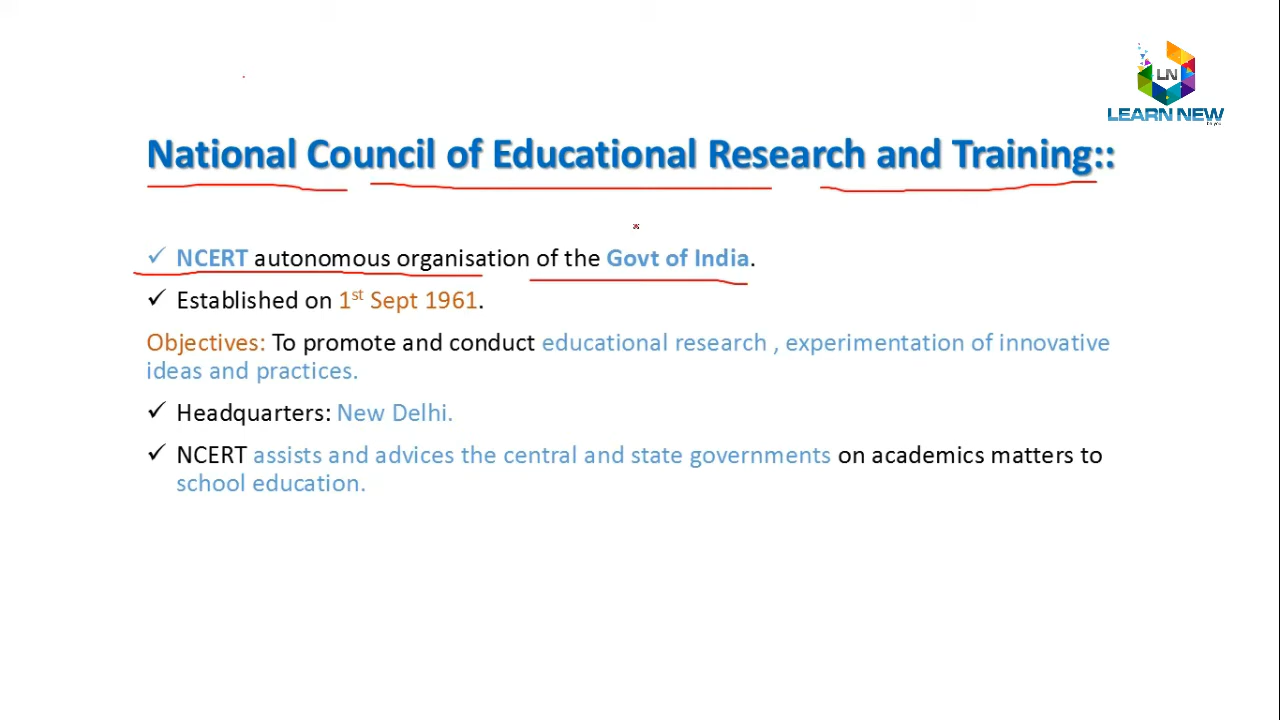 LN
LEARN NEW
National Council of Educational Research and Training::
✓ NCERT autonomous organisation of the Govt of India.
✓ Established on 1st Sept 1961.
Objectives: To promote and conduct educational research , experimentation of innovative
ideas and practices.
✓ Headquarters: New Delhi.
✓ NCERT assists and advices the central and state governments on academics matters to
school education.